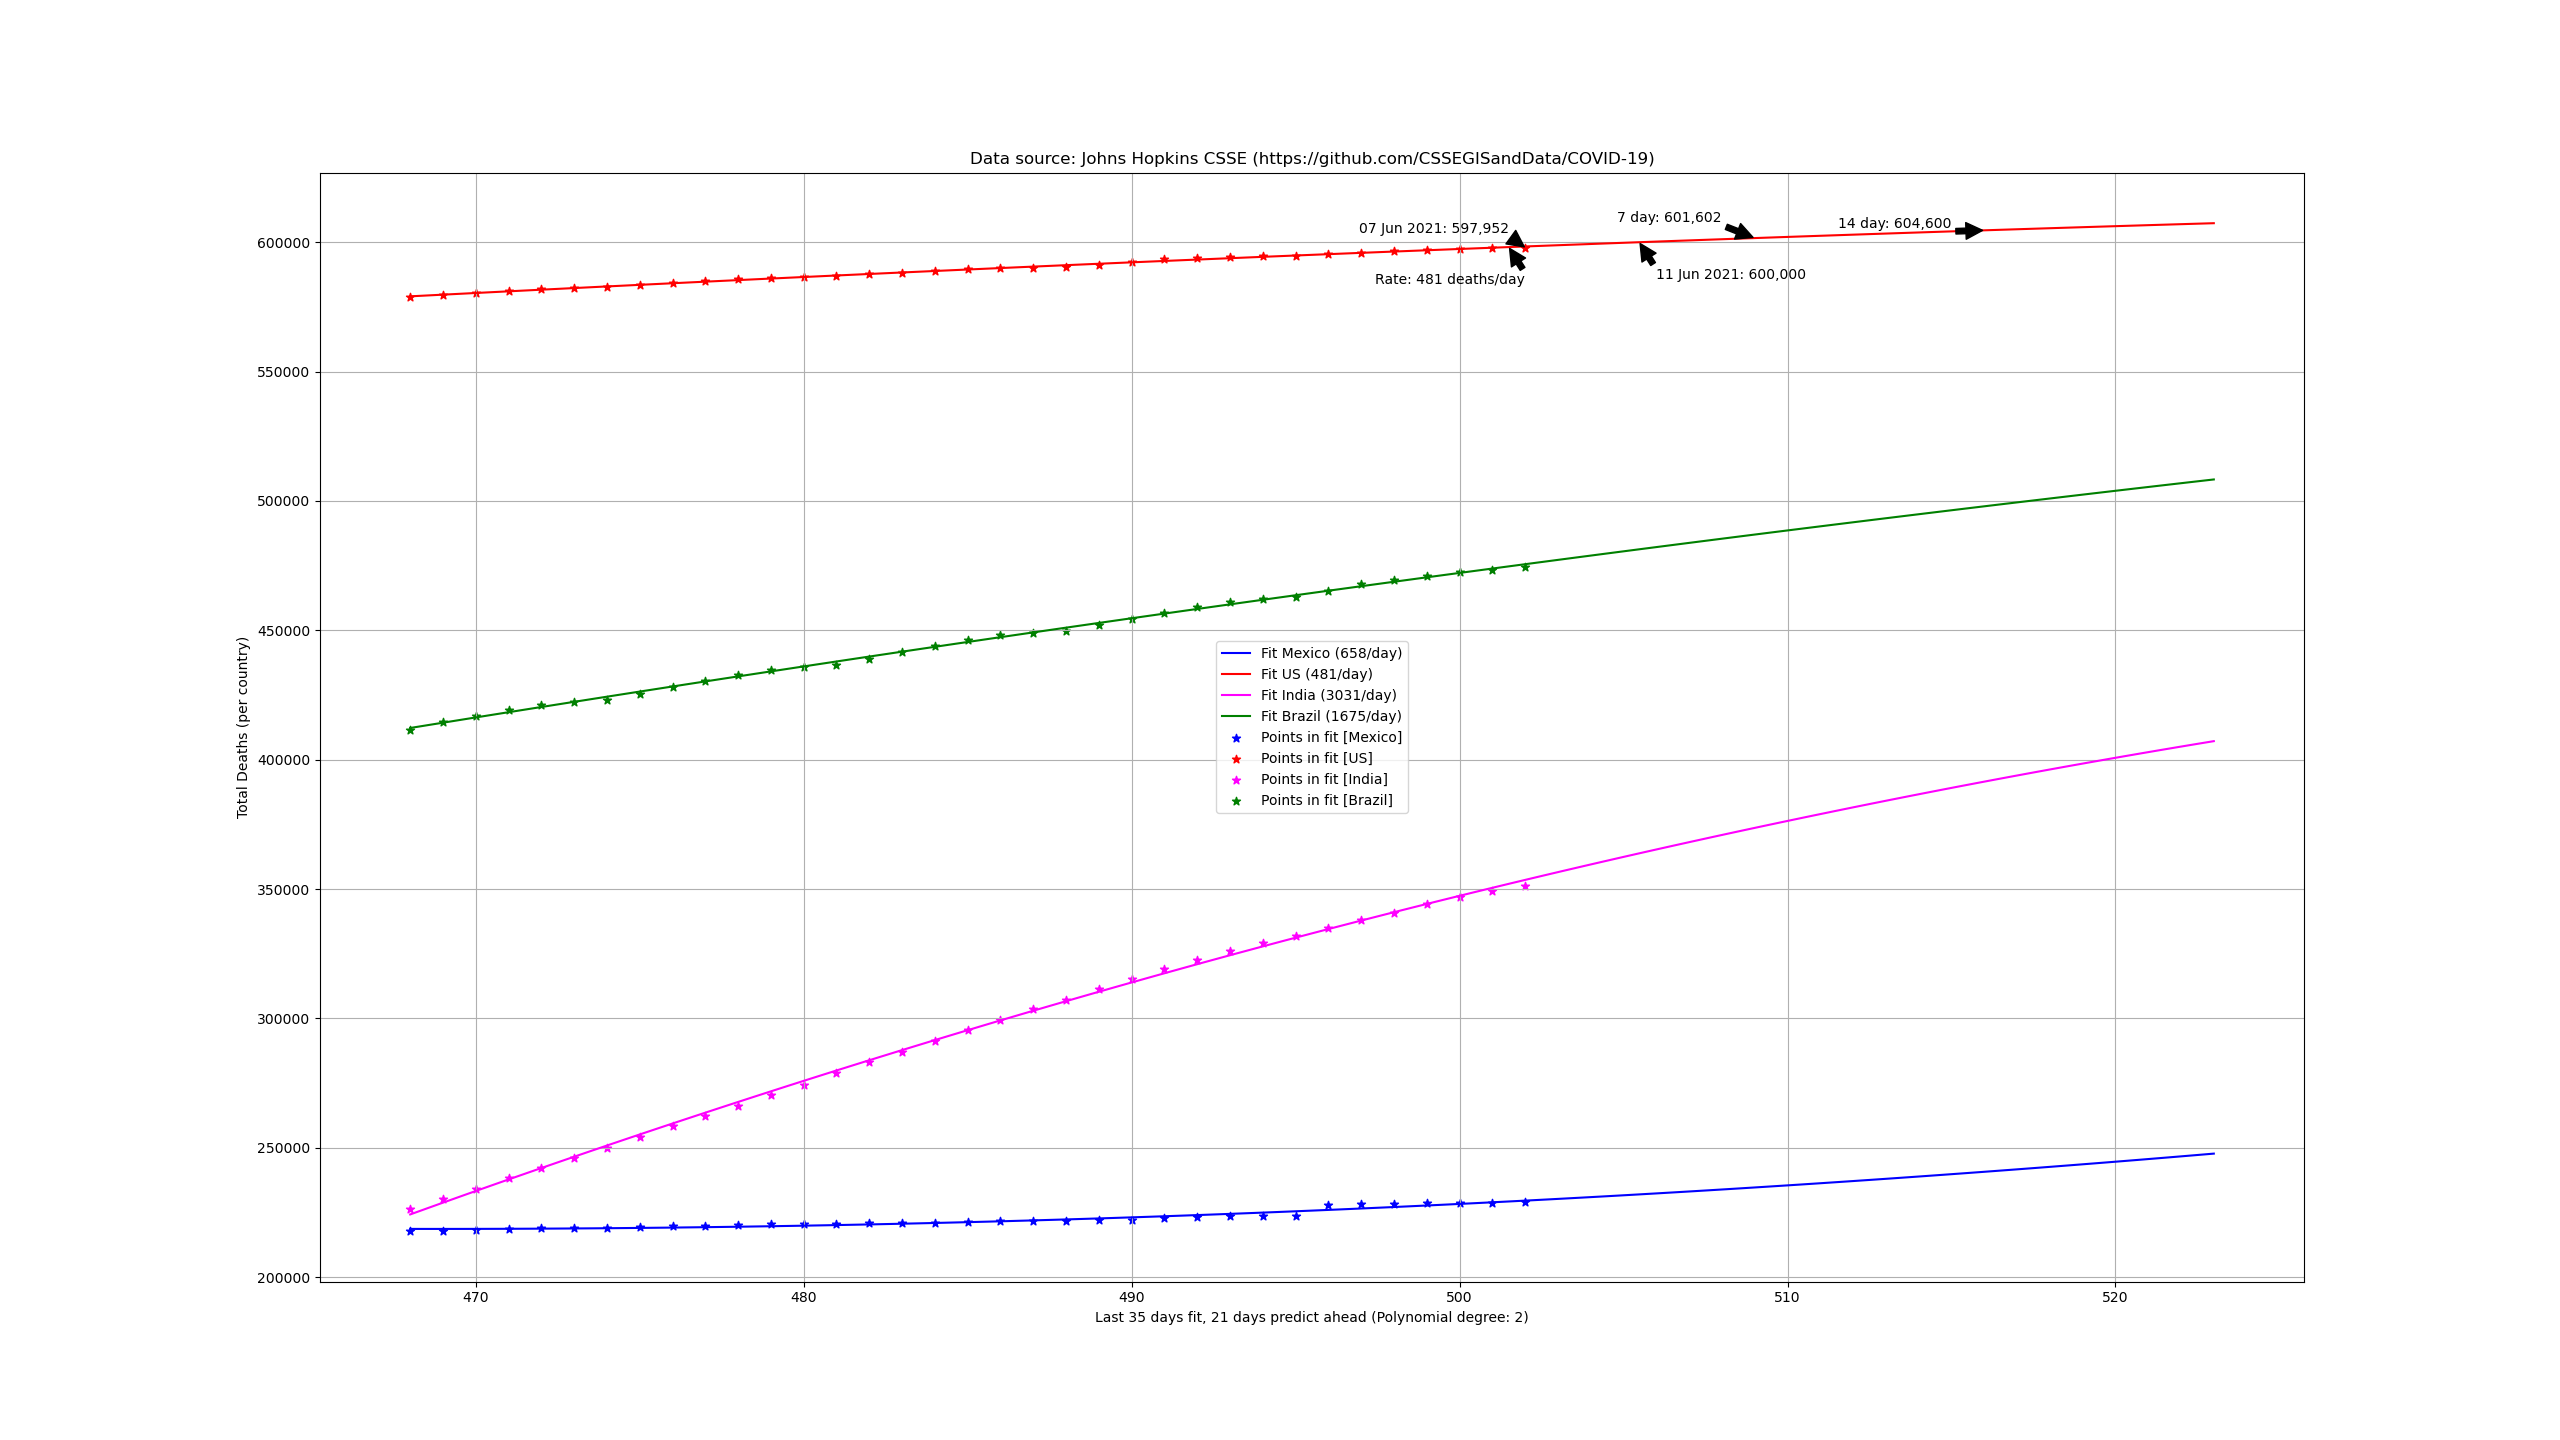 Data source: Johns Hopkins CSSE (https://github.com/CSSEGISandData/COVID-19)
07 Jun 2021: 597,952
7 day: 601,602
14 day: 604,600
Rate: 481 deaths/day
11 Jun 2021: 600,000
600000
550000
500000
450000
400000
350000
300000
250000
200000
Total Deaths (per country)
Fit Mexico (658/day)
Fit US (481/day)
Fit India (3031/day)
Fit Brazil (1675/day)
Points in fit [Mexico]
Points in fit [US]
Points in fit [India]
Points in fit [Brazil]
470 480 490 500 510 520
Last 35 days fit, 21 days predict ahead (Polynomial degree: 2)